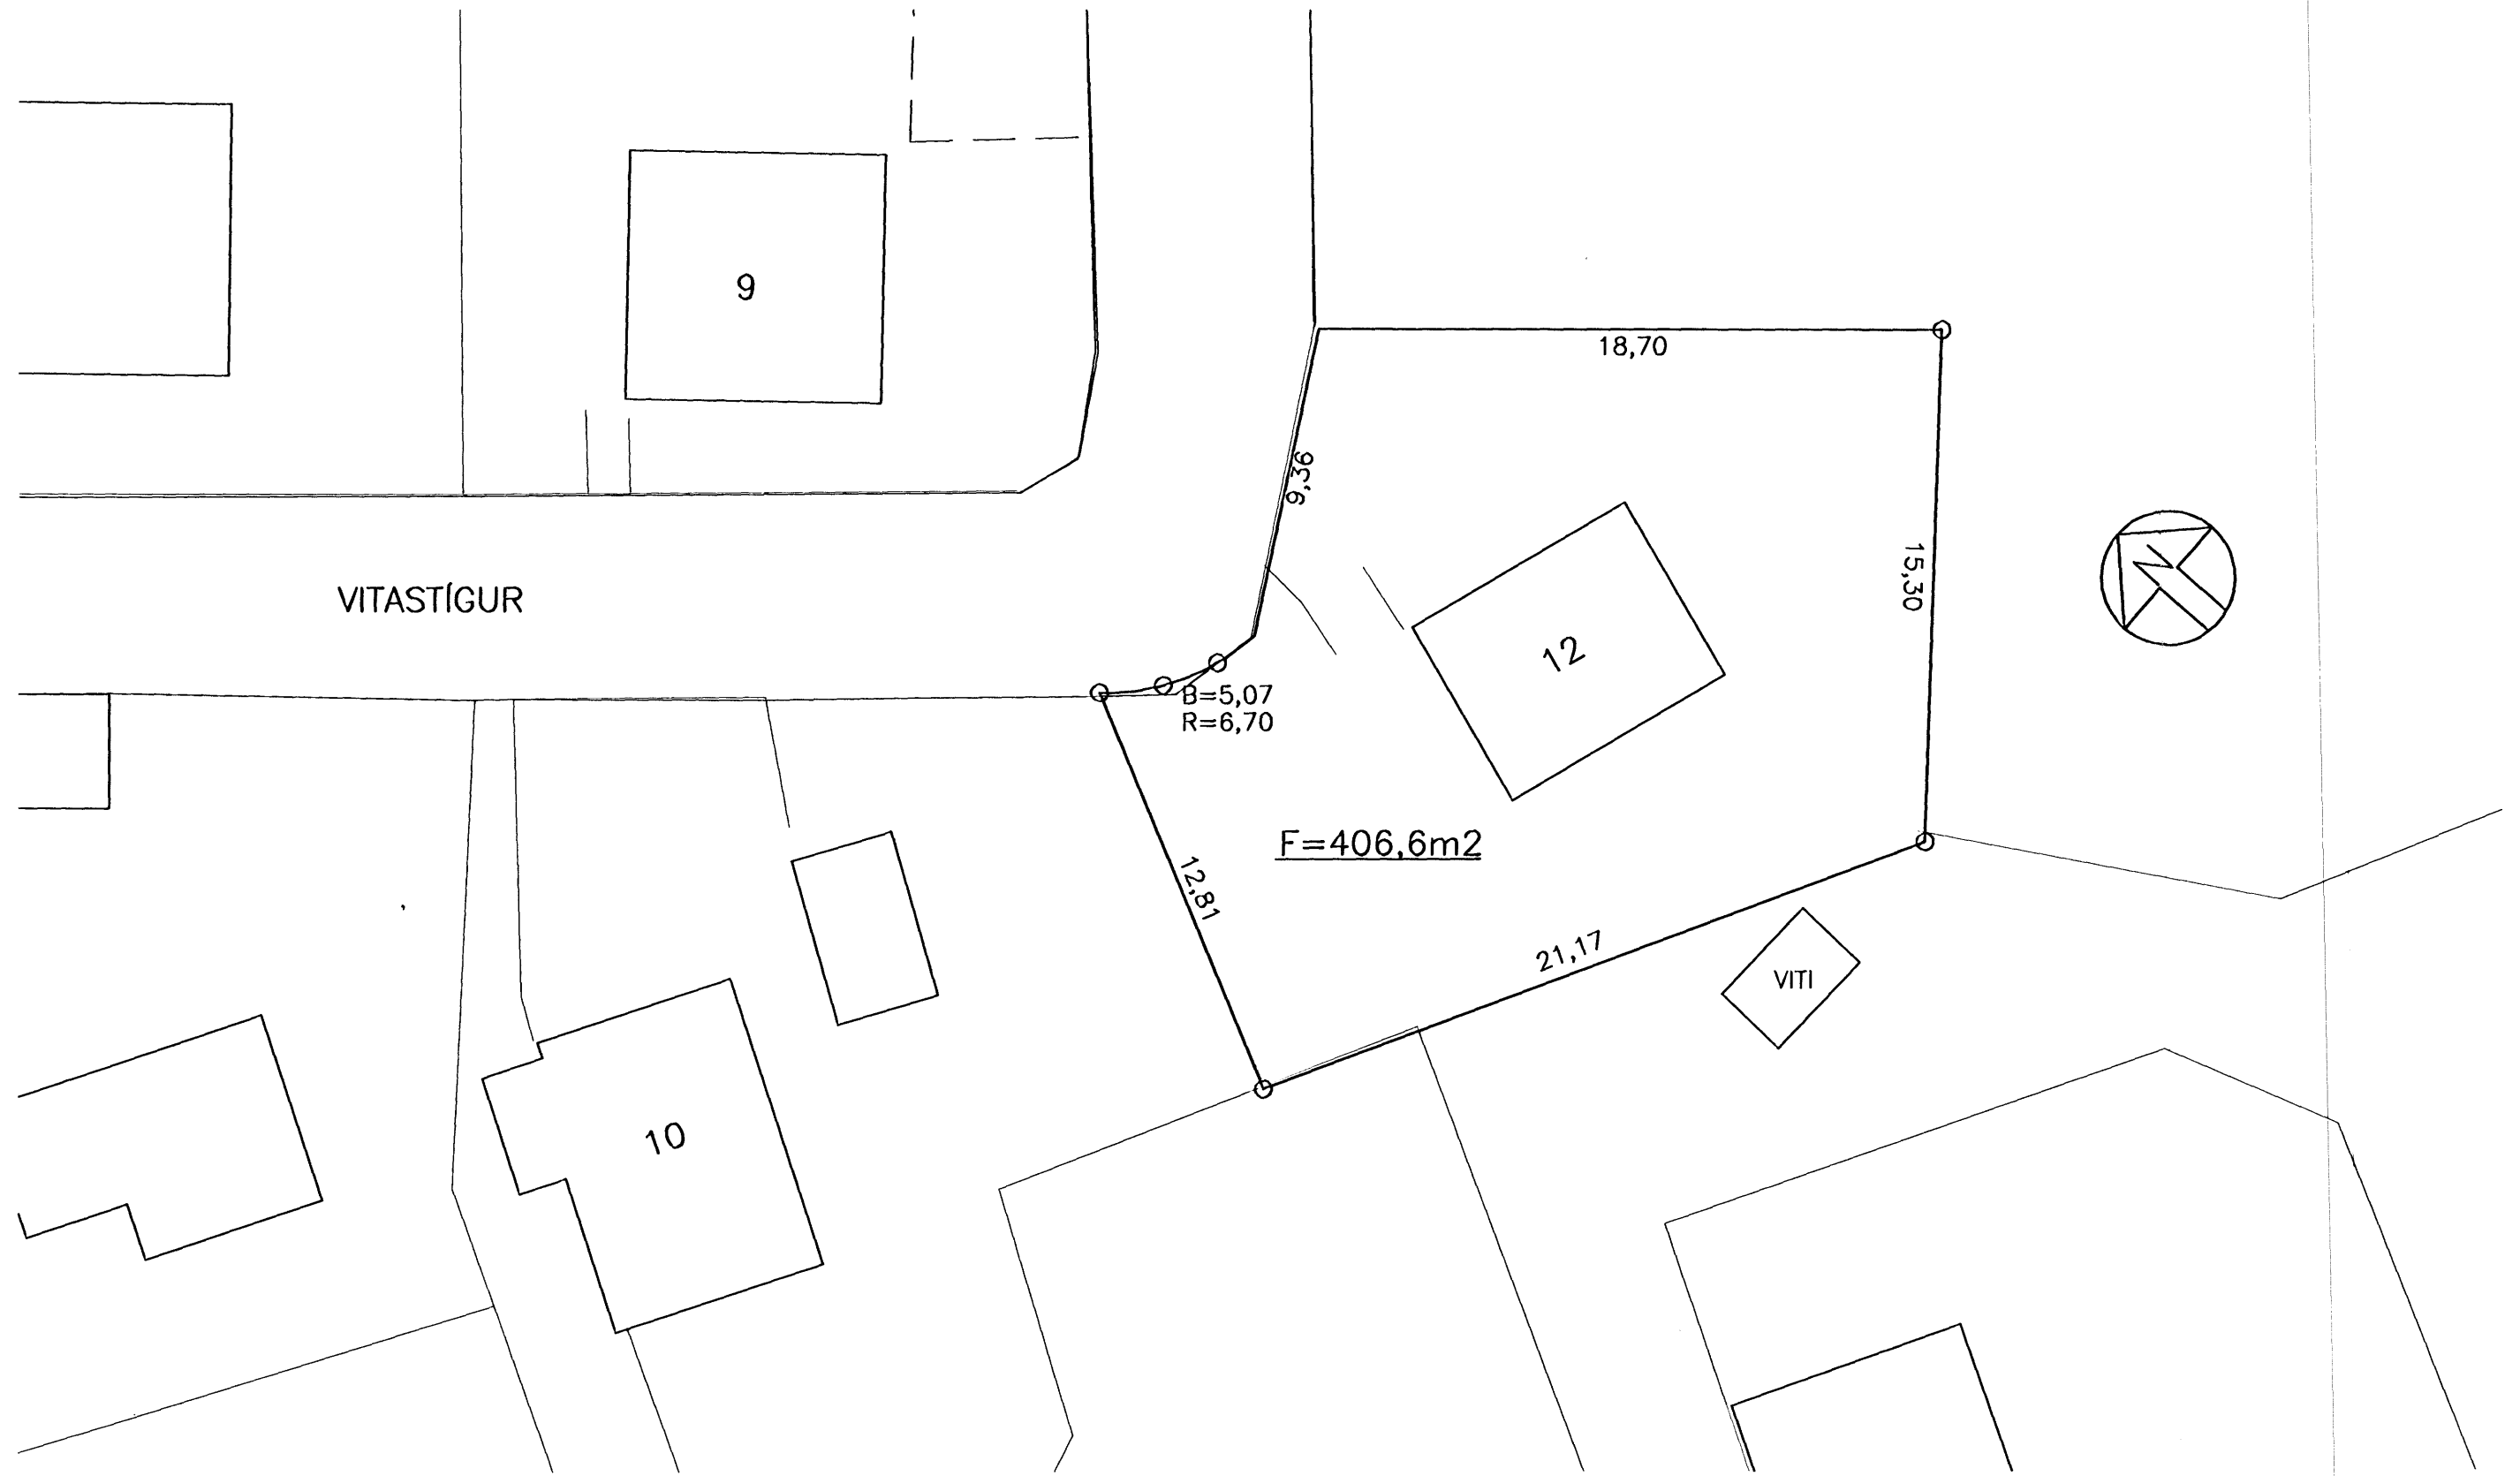 9
18,70
9,36
15,30
VITASTÍGUR
12
B=5,07
R=6,70
F=406,6m2
12,81
21,17
VITI
10
N